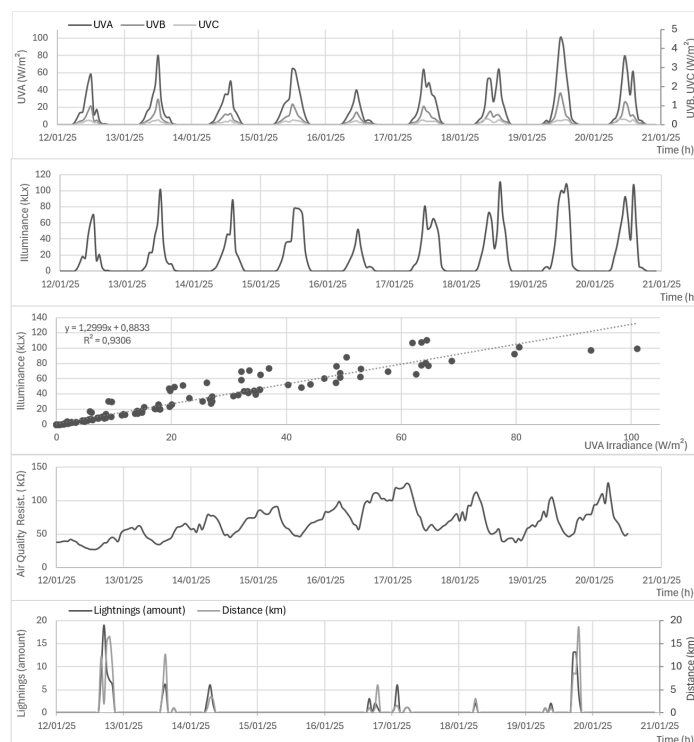 UVA UVB UVC
UVA (W/m²)
100
80
60
40
20
0
5
4
3
2
1
0
UVB, UVC (W/m²)
12/01/25 13/01/25 14/01/25 15/01/25 16/01/25 17/01/25 18/01/25 19/01/25 20/01/25 21/01/25
Time (h)
Illuminance (kLx)
120
100
80
60
40
20
0
12/01/25 13/01/25 14/01/25 15/01/25 16/01/25 17/01/25 18/01/25 19/01/25 20/01/25 21/01/25
Time (h)
Illuminance (kLx)
140
120
100
80
60
40
20
0
y = 1,2999x + 0,8833
R² = 0,9306
0 20 40 60 80 100
UVA Irradiance (W/m²)
Air Quality Resist. (kΩ)
150
100
50
0
12/01/25 13/01/25 14/01/25 15/01/25 16/01/25 17/01/25 18/01/25 19/01/25 20/01/25 21/01/25
Time (h)
Lightnings (amount) Distance (km)
Lightnings (amount)
20
15
10
5
0
20
15
10
5
0
Distance (km)
12/01/25 13/01/25 14/01/25 15/01/25 16/01/25 17/01/25 18/01/25 19/01/25 20/01/25 21/01/25
Time (h)